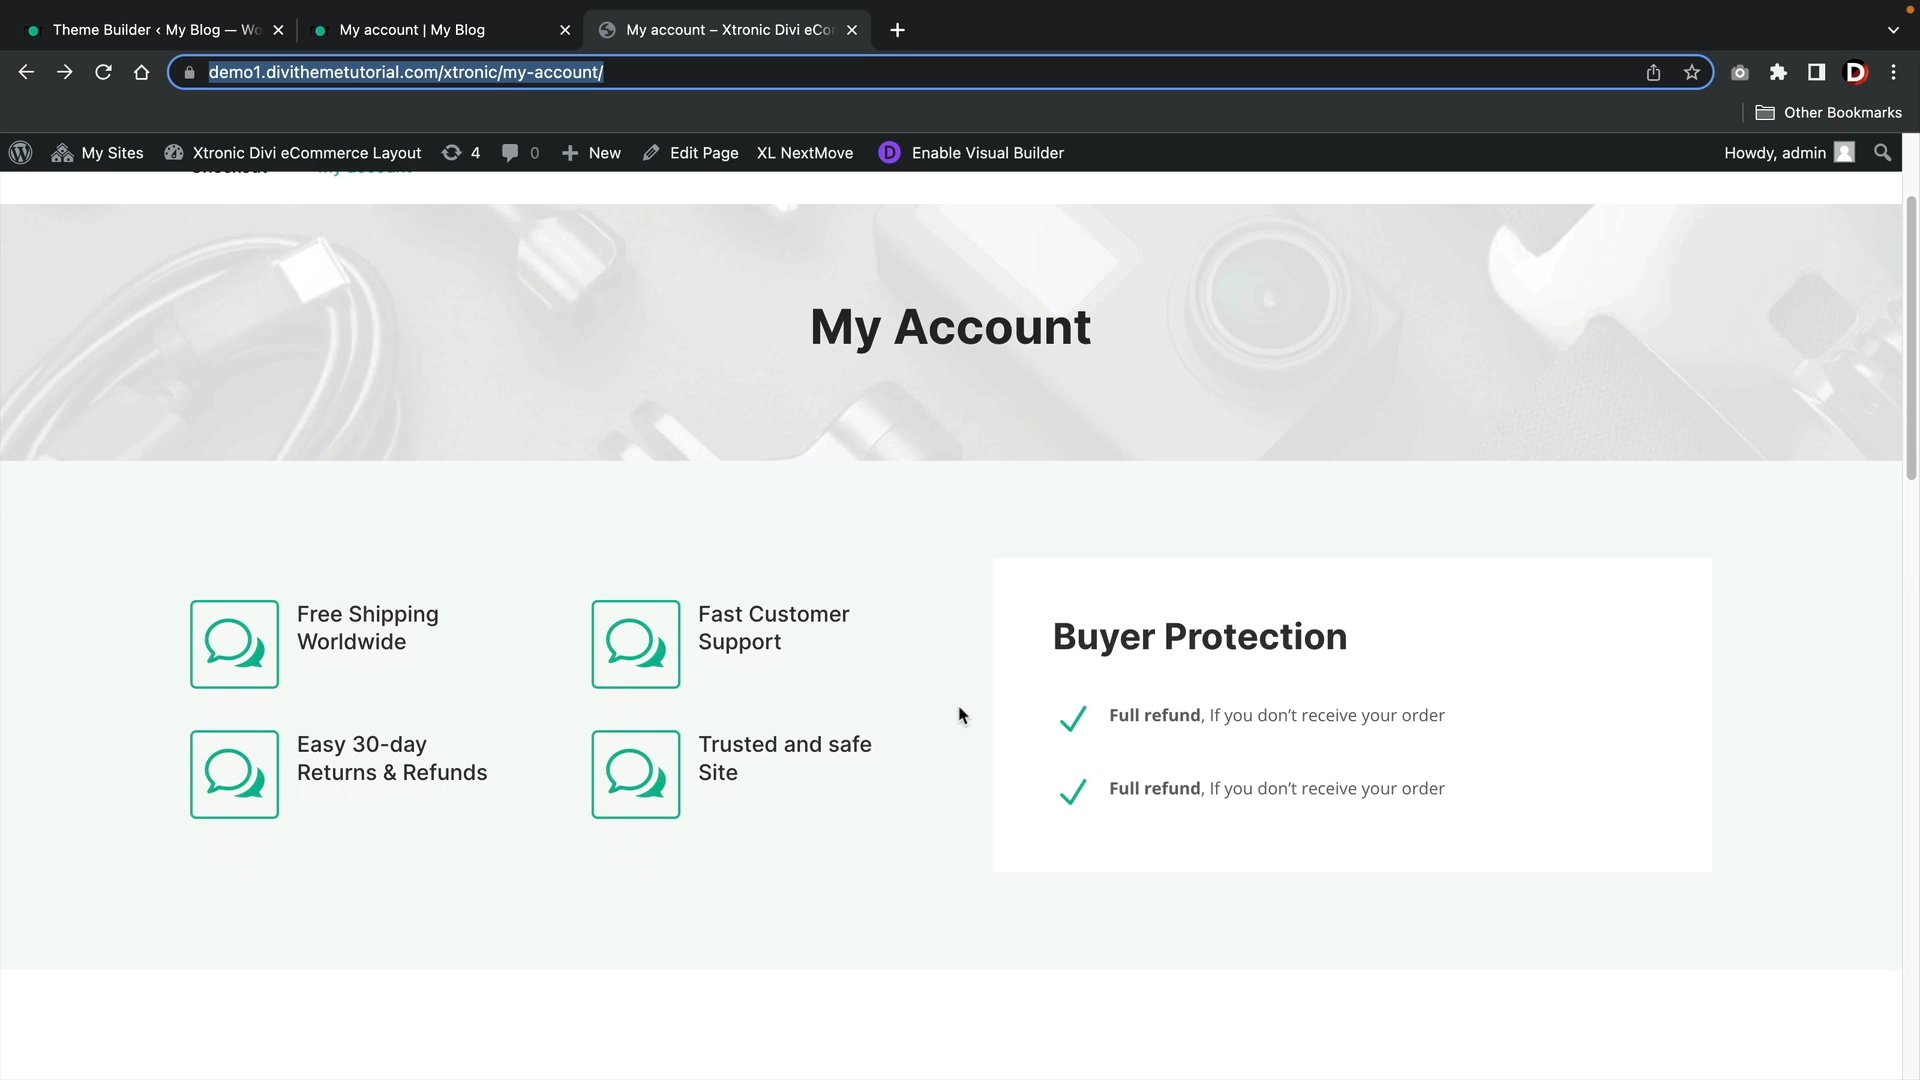 Theme Builder ‹ My Blog — Wo
My account | My Blog
My account – Xtronic Divi eCor
demo1.divithemetutorial.com/xtronic/my-account/
Other Bookmarks
My Sites
Xtronic Divi eCommerce Layout
4
0
New
Edit Page
XL NextMove
D
Enable Visual Builder
Howdy, admin
Checkout
My account
My Account
Free Shipping
Worldwide
Fast Customer
Support
Easy 30-day
Returns & Refunds
Trusted and safe
Site
Buyer Protection
Full refund, If you don’t receive your order
Full refund, If you don’t receive your order